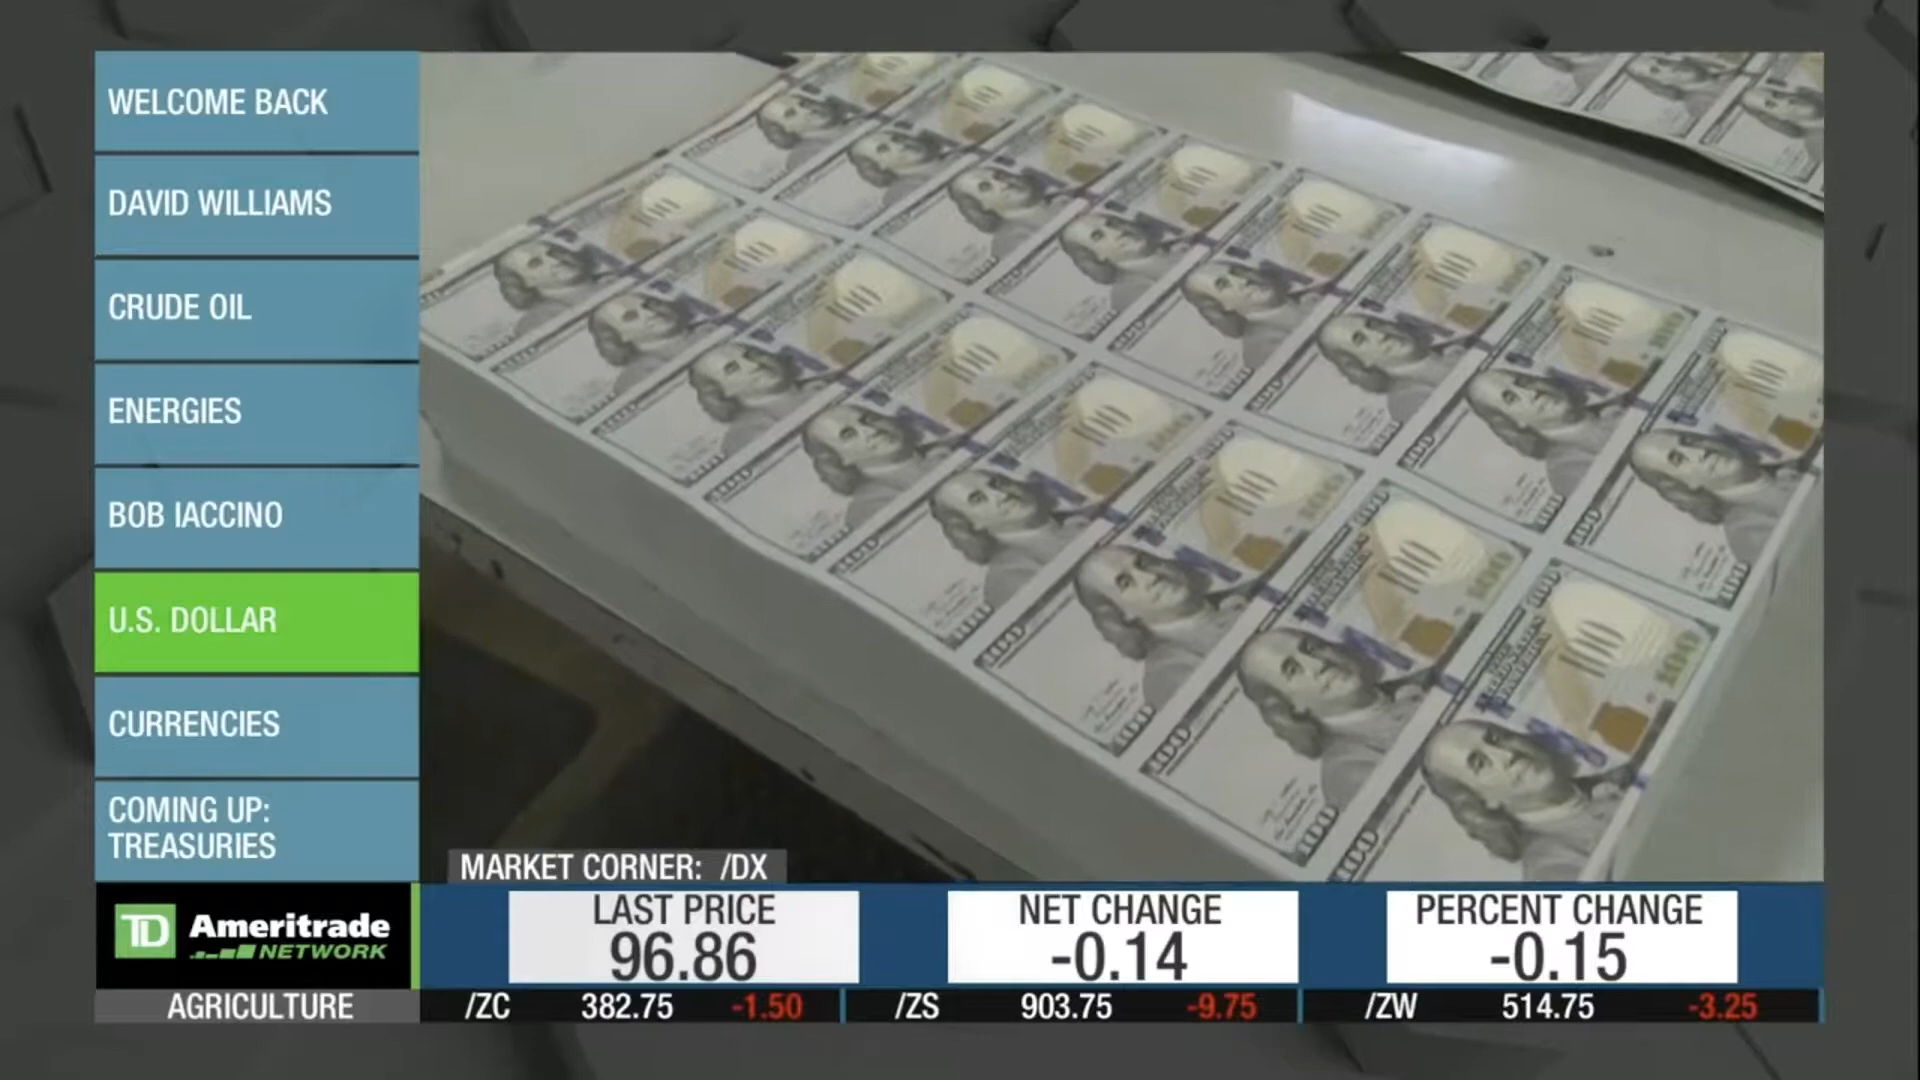 WELCOME BACK
DAVID WILLIAMS
CRUDE OIL
ENERGIES
BOB IACCINO
U.S. DOLLAR
CURRENCIES
COMING UP:
TREASURIES
100
MARKET CORNER: /DX
TD Ameritrade
NETWORK
LAST PRICE
96.86
NET CHANGE
-0.14
PERCENT CHANGE
-0.15
AGRICULTURE
/ZC 382.75 -1.50
/ZS 903.75 -9.75
/ZW 514.75 -3.25